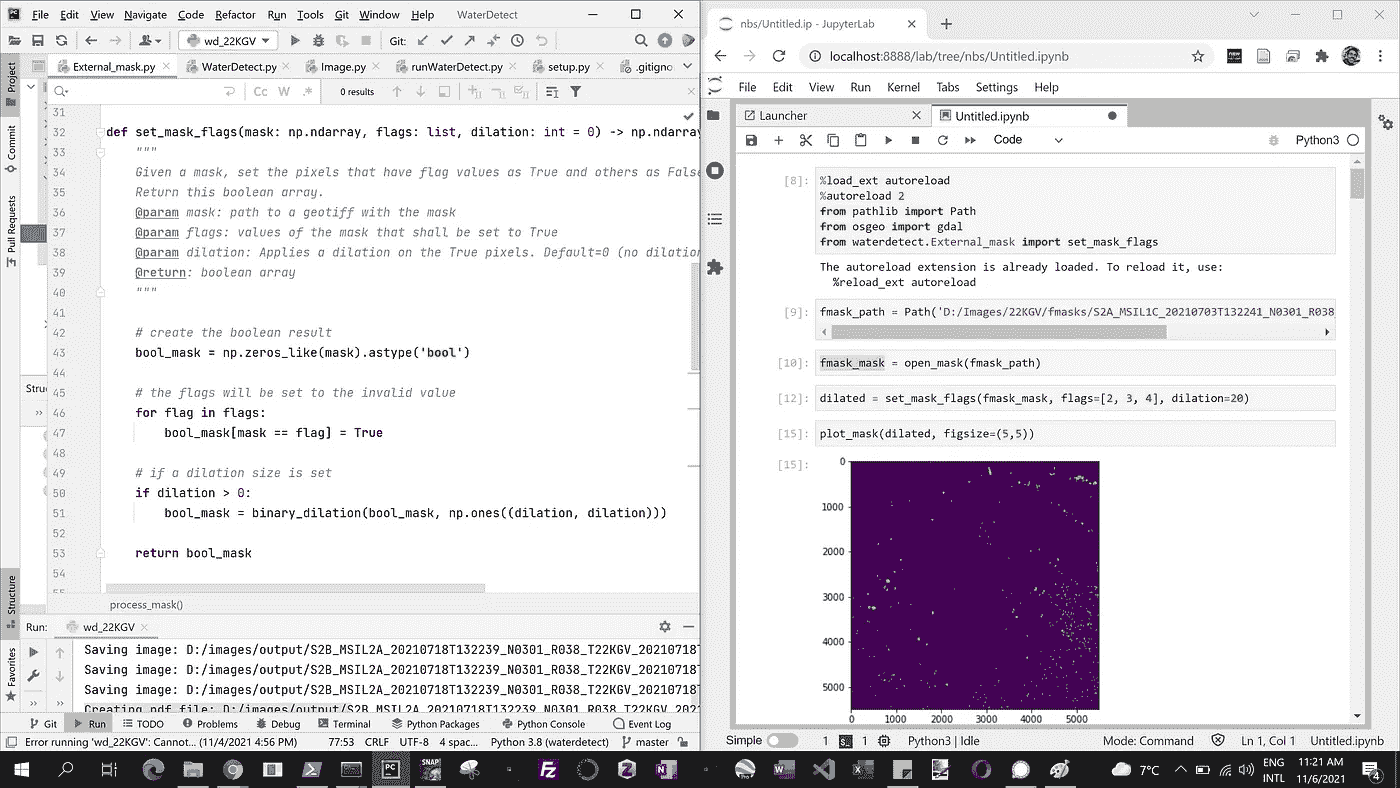 File Edit View Navigate Code Refactor Run Tools Git Window Help WaterDetect
wd_22KGV Git:
External_mask.py WaterDetect.py Image.py runWaterDetect.py setup.py .gitigno
Cc W .* 0 results
31
32 def set_mask_flags(mask: np.ndarray, flags: list, dilation: int = 0) -> np.ndarray
33 """
34 Given a mask, set the pixels that have flag values as True and others as False
35 Return this boolean array.
36 @param mask: path to a geotiff with the mask
37 @param flags: values of the mask that shall be set to True
38 @param dilation: Applies a dilation on the True pixels. Default=0 (no dilation
39 @return: boolean array
40 """
41
42 # create the boolean result
43 bool_mask = np.zeros_like(mask).astype('bool')
44
45 # the flags will be set to the invalid value
46 for flag in flags:
47 bool_mask[mask == flag] = True
48
49 # if a dilation size is set
50 if dilation > 0:
51 bool_mask = binary_dilation(bool_mask, np.ones((dilation, dilation)))
52
53 return bool_mask
54
55
process_mask()
Project
Commit
Pull Requests
Structure
Favorites
Stru
Run: wd_22KGV
Saving image: D:/images/output/S2B_MSIL2A_20210718T132239_N0301_R038_T22KGV_20210718T
Saving image: D:/images/output/S2B_MSIL2A_20210718T132239_N0301_R038_T22KGV_20210718T
Saving image: D:/images/output/S2B_MSIL2A_20210718T132239_N0301_R038_T22KGV_20210718T
Creating pdf file: D:/images/output/S2B_MSIL2A_20210718T132239_N0301_R038_T22KGV_20210
Git Run TODO Problems Debug Terminal Python Packages Python Console Event Log
Error running 'wd_22KGV': Cannot... (11/4/2021 4:56 PM) 77:53 CRLF UTF-8 4 spac... Python 3.8 (waterdetect) master
nbs/Untitled.ip - JupyterLab
localhost:8888/lab/tree/nbs/Untitled.ipynb
File Edit View Run Kernel Tabs Settings Help
Launcher Untitled.ipynb
Code Python3
[8]: %load_ext autoreload
%autoreload 2
from pathlib import Path
from osgeo import gdal
from waterdetect.External_mask import set_mask_flags
The autoreload extension is already loaded. To reload it, use:
%reload_ext autoreload
[9]: fmask_path = Path('D:/Images/22KGV/fmasks/S2A_MSIL1C_20210703T132241_N0301_R038
[10]: fmask_mask = open_mask(fmask_path)
[12]: dilated = set_mask_flags(fmask_mask, flags=[2, 3, 4], dilation=20)
[15]: plot_mask(dilated, figsize=(5,5))
[15]:
0
1000
2000
3000
4000
5000
0 1000 2000 3000 4000 5000
Simple 1 1 Python3 | Idle Mode: Command Ln 1, Col 1 Untitled.ipynb
PC SNAP 7°C ENG INTL 11:21 AM 11/6/2021 4